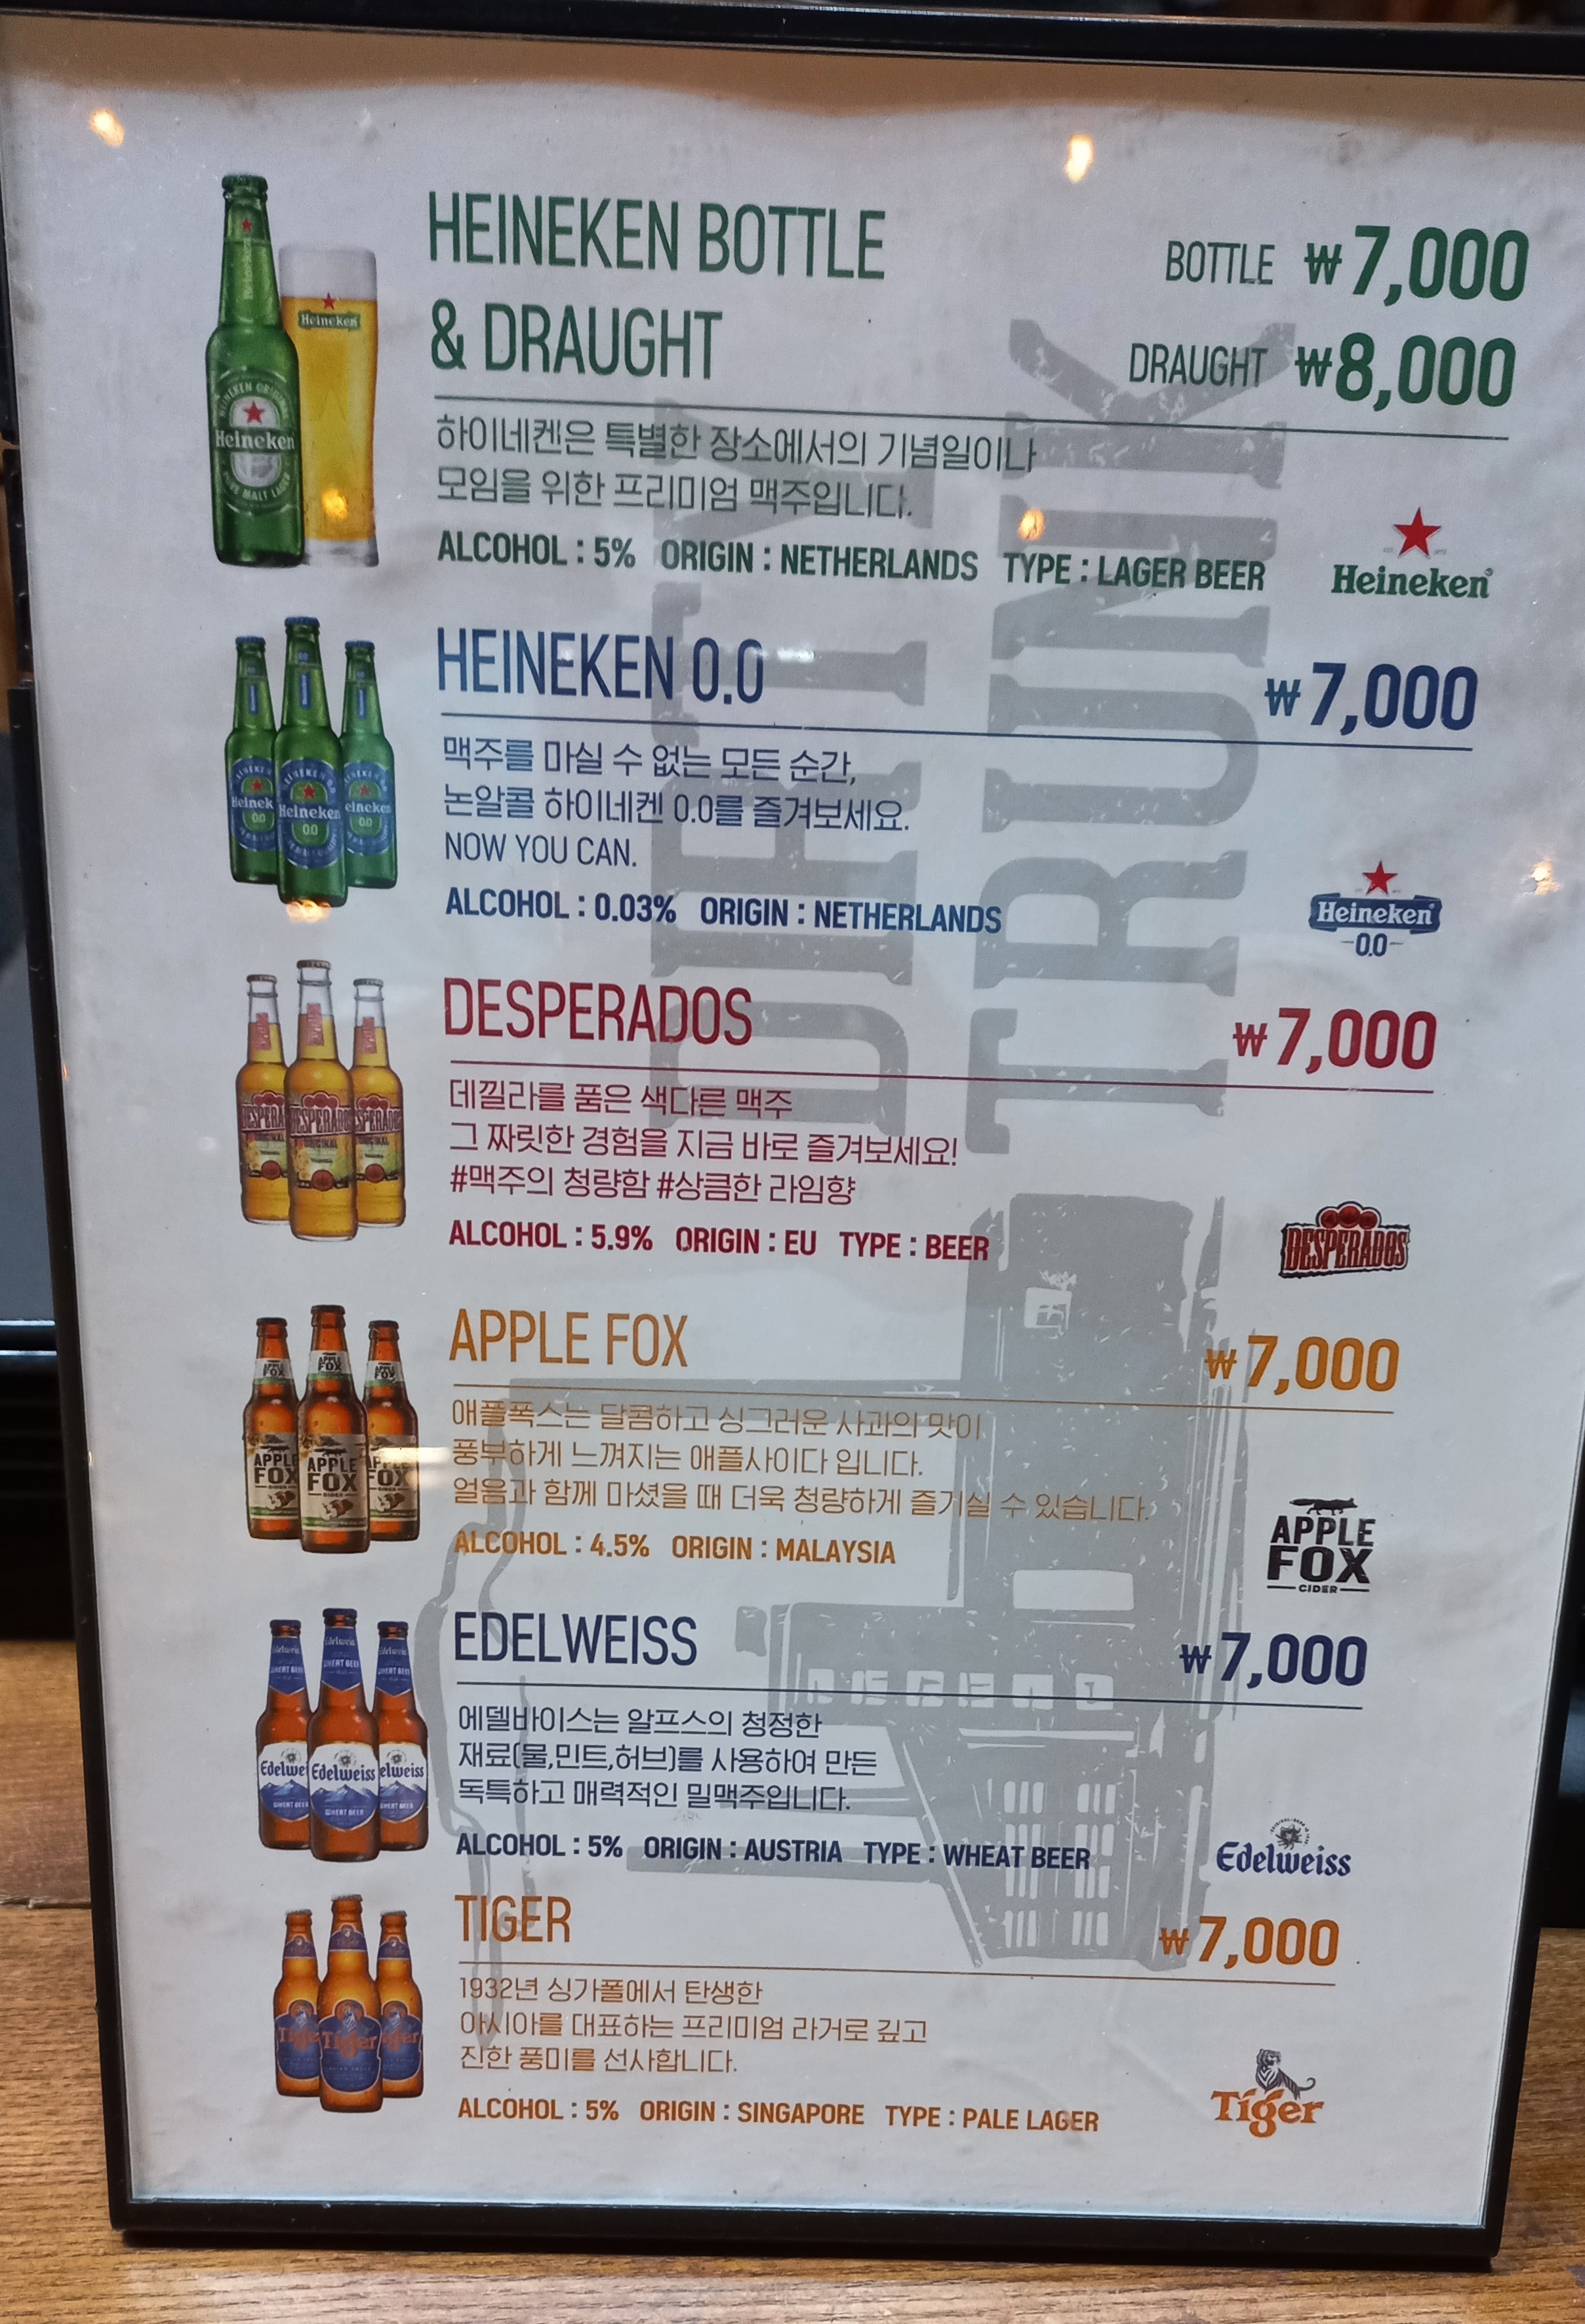 HEINEKEN BOTTLE
& DRAUGHT
BOTTLE ₩7,000
DRAUGHT ₩8,000
하이네켄은 특별한 장소에서의 기념일이나
모임을 위한 프리미엄 맥주입니다.
ALCOHOL : 5% ORIGIN : NETHERLANDS TYPE : LAGER BEER
Heineken
HEINEKEN 0.0
₩7,000
맥주를 마실 수 없는 모든 순간,
논알콜 하이네켄 0.0를 즐겨보세요.
NOW YOU CAN.
ALCOHOL : 0.03% ORIGIN : NETHERLANDS
Heineken
0.0
DESPERADOS
₩7,000
데낄라를 품은 색다른 맥주
그 짜릿한 경험을 지금 바로 즐겨보세요!
#맥주의 청량함 #상큼한 라임향
ALCOHOL : 5.9% ORIGIN : EU TYPE : BEER
DESPERADOS
APPLE FOX
₩7,000
애플폭스는 달콤하고 싱그러운 사과의 맛이
풍부하게 느껴지는 애플사이다 입니다.
얼음과 함께 마셨을 때 더욱 청량하게 즐기실 수 있습니다.
ALCOHOL : 4.5% ORIGIN : MALAYSIA
APPLE
FOX
CIDER
EDELWEISS
₩7,000
에델바이스는 알프스의 청정한
재료(물,민트,허브)를 사용하여 만든
독특하고 매력적인 밀맥주입니다.
ALCOHOL : 5% ORIGIN : AUSTRIA TYPE : WHEAT BEER
Edelweiss
TIGER
₩7,000
1932년 싱가폴에서 탄생한
아시아를 대표하는 프리미엄 라거로 깊고
진한 풍미를 선사합니다.
ALCOHOL : 5% ORIGIN : SINGAPORE TYPE : PALE LAGER
Tiger
DIRTY
TRUNK